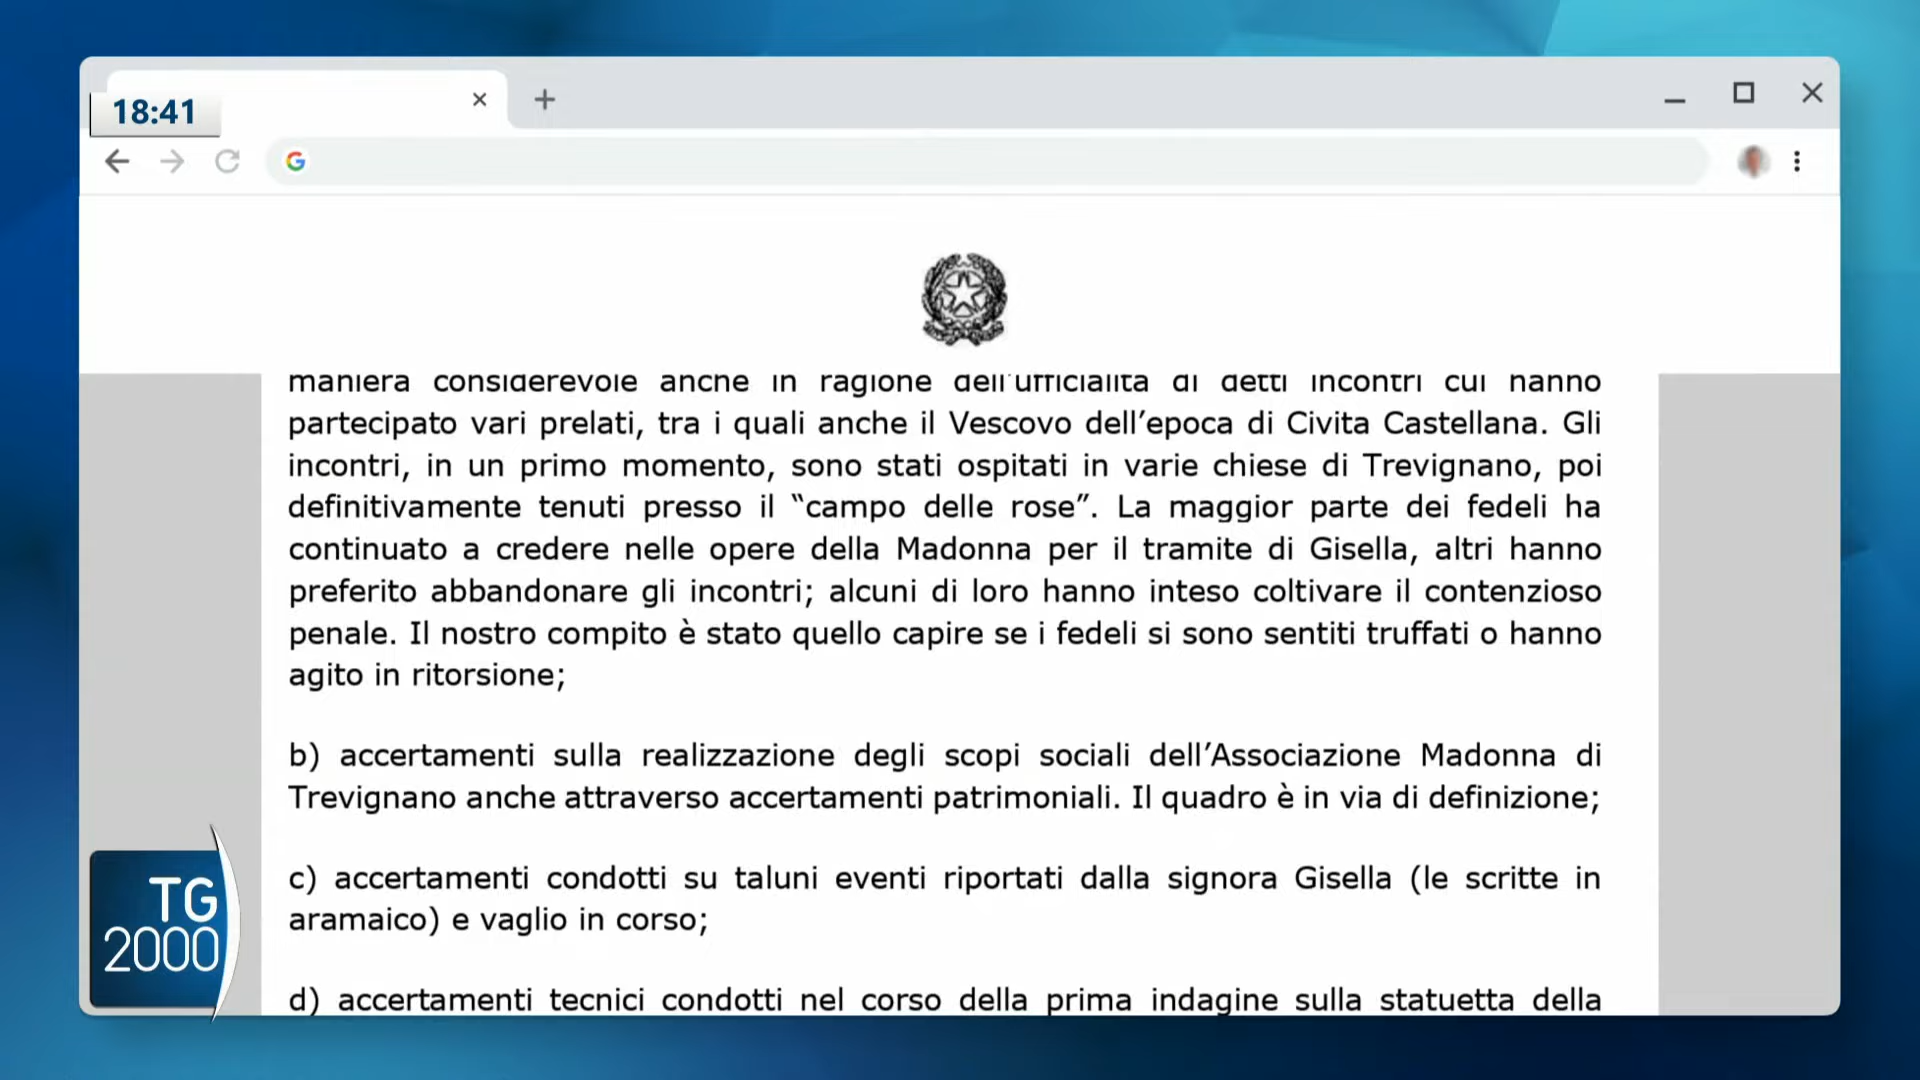 18:41
maniera considerevole anche in ragione dell'ufficialità di detti incontri cui hanno
partecipato vari prelati, tra i quali anche il Vescovo dell’epoca di Civita Castellana. Gli
incontri, in un primo momento, sono stati ospitati in varie chiese di Trevignano, poi
definitivamente tenuti presso il “campo delle rose”. La maggior parte dei fedeli ha
continuato a credere nelle opere della Madonna per il tramite di Gisella, altri hanno
preferito abbandonare gli incontri; alcuni di loro hanno inteso coltivare il contenzioso
penale. Il nostro compito è stato quello capire se i fedeli si sono sentiti truffati o hanno
agito in ritorsione;
b) accertamenti sulla realizzazione degli scopi sociali dell’Associazione Madonna di
Trevignano anche attraverso accertamenti patrimoniali. Il quadro è in via di definizione;
c) accertamenti condotti su taluni eventi riportati dalla signora Gisella (le scritte in
aramaico) e vaglio in corso;
d) accertamenti tecnici condotti nel corso della prima indagine sulla statuetta della
TG
2000